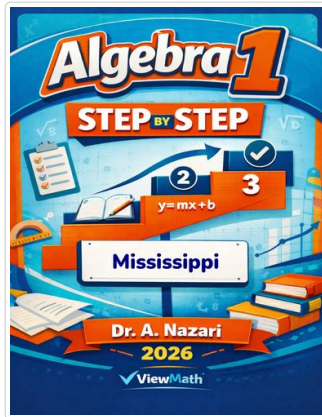 Algebra 1
STEP BY STEP
√B
√D
2
3
y=mx+b
Mississippi
Dr. A. Nazari
2026
ViewMath